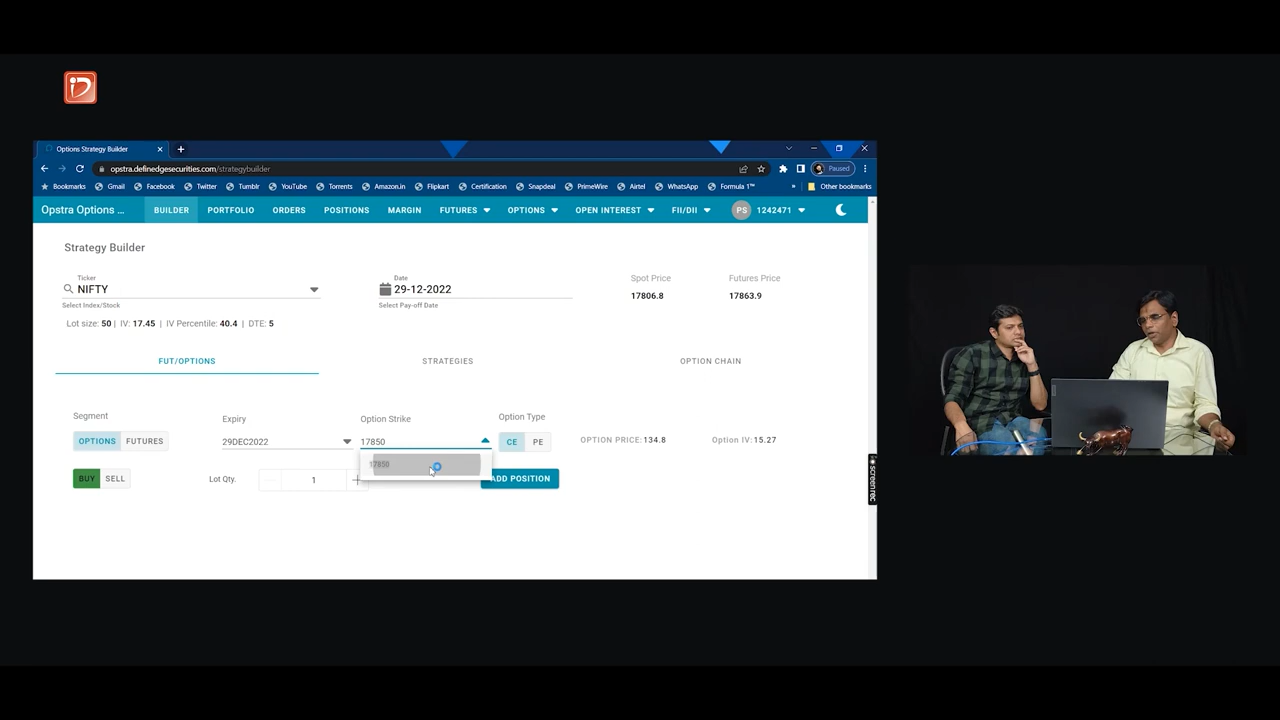 Options Strategy Builder
opstra.definedgesecurities.com/strategybuilder
Paused
Bookmarks Gmail Facebook Twitter Tumblr YouTube Torrents Amazon.in Flipkart Certification Snapdeal PrimeWire Airtel WhatsApp Formula 1™ » Other bookmarks
Opstra Options ... BUILDER PORTFOLIO ORDERS POSITIONS MARGIN FUTURES OPTIONS OPEN INTEREST FII/DII PS 1242471
Strategy Builder
Ticker Date Spot Price Futures Price
NIFTY 29-12-2022 17806.8 17863.9
Select Index/Stock Select Pay-off Date
Lot size: 50 | IV: 17.45 | IV Percentile: 40.4 | DTE: 5
FUT/OPTIONS STRATEGIES OPTION CHAIN
Segment Expiry Option Strike Option Type
OPTIONS FUTURES 29DEC2022 17850 CE PE OPTION PRICE: 134.8 Option IV: 15.27
17850
BUY SELL Lot Qty. 1 + ADD POSITION
screenrec